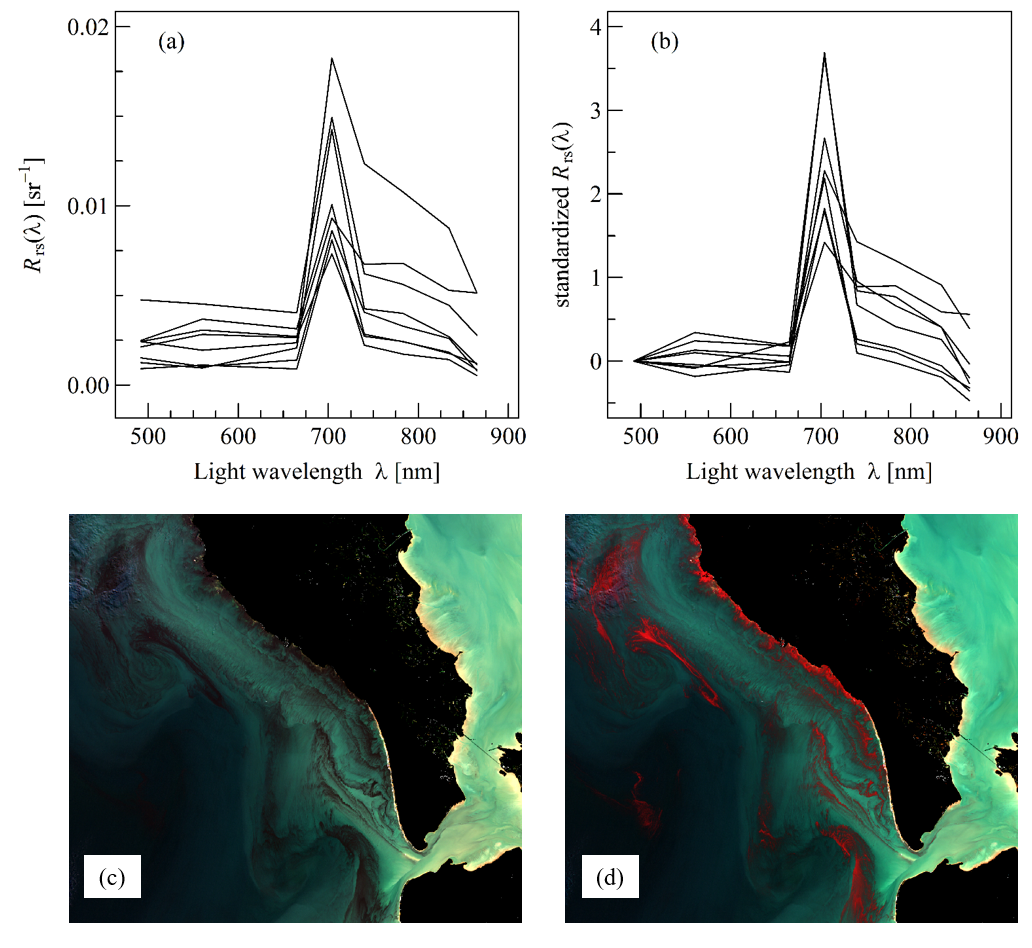 (a)
0.02
0.01
0.00
Rrs(λ) [sr⁻¹]
500 600 700 800 900
Light wavelength λ [nm]
(b)
4
3
2
1
0
standardized Rrs(λ)
500 600 700 800 900
Light wavelength λ [nm]
(c)
(d)